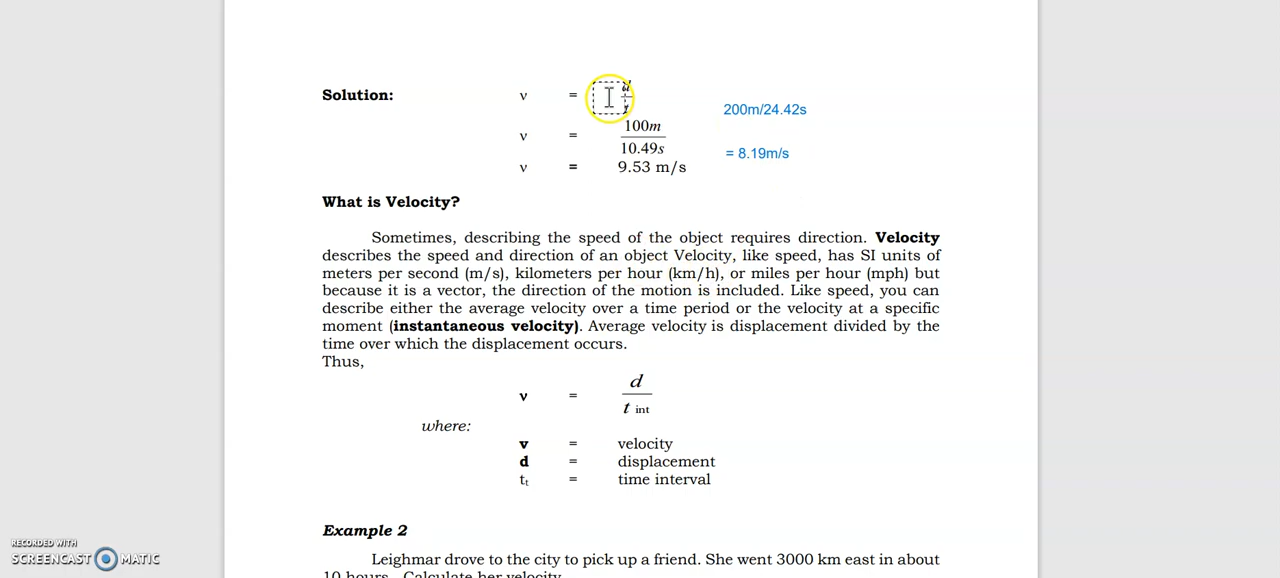 Solution: v = d/t
200m/24.42s
v = 100m/10.49s
= 8.19m/s
v = 9.53 m/s
What is Velocity?
Sometimes, describing the speed of the object requires direction. Velocity
describes the speed and direction of an object Velocity, like speed, has SI units of
meters per second (m/s), kilometers per hour (km/h), or miles per hour (mph) but
because it is a vector, the direction of the motion is included. Like speed, you can
describe either the average velocity over a time period or the velocity at a specific
moment (instantaneous velocity). Average velocity is displacement divided by the
time over which the displacement occurs.
Thus,
v = d/t int
where:
v = velocity
d = displacement
tt = time interval
Example 2
Leighmar drove to the city to pick up a friend. She went 3000 km east in about
10 hours. Calculate her velocity.
RECORDED WITH
SCREENCAST MATIC